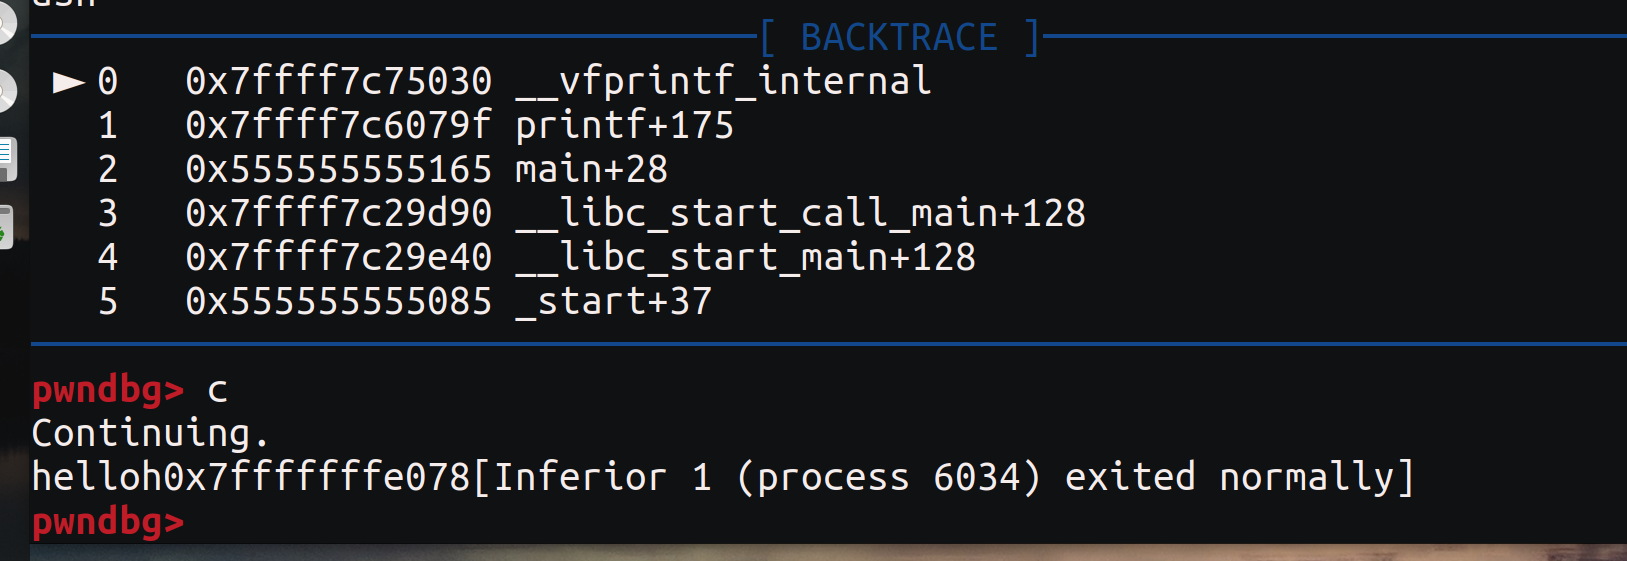 [ BACKTRACE ]
► 0 0x7ffff7c75030 __vfprintf_internal
1 0x7ffff7c6079f printf+175
2 0x555555555165 main+28
3 0x7ffff7c29d90 __libc_start_call_main+128
4 0x7ffff7c29e40 __libc_start_main+128
5 0x555555555085 _start+37
pwndbg> c
Continuing.
helloh0x7fffffffe078[Inferior 1 (process 6034) exited normally]
pwndbg>